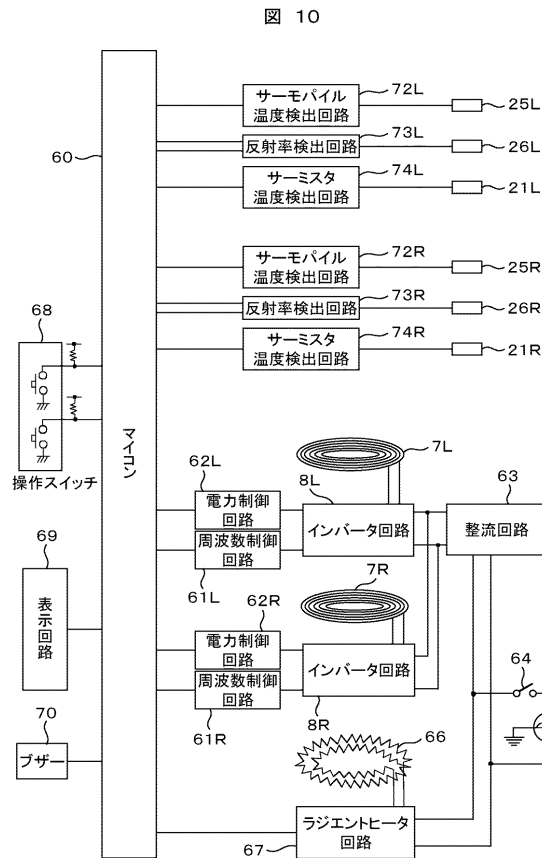 図 10
サーモパイル
温度検出回路
72L
25L
60
反射率検出回路
73L
26L
サーミスタ
温度検出回路
74L
21L
サーモパイル
温度検出回路
72R
25R
反射率検出回路
73R
26R
サーミスタ
温度検出回路
74R
21R
68
操作スイッチ
マイコン
62L
電力制御
回路
周波数制御
回路
61L
8L
インバータ回路
7L
63
整流回路
69
表示回路
62R
電力制御
回路
周波数制御
回路
61R
7R
インバータ回路
8R
64
70
ブザー
66
ラジエントヒータ
回路
67